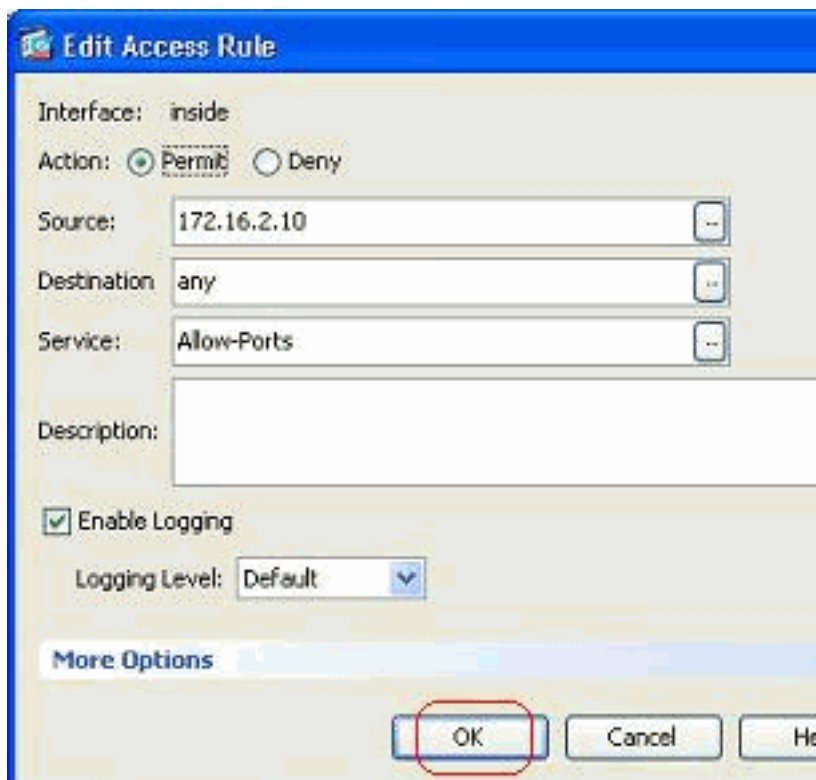 Edit Access Rule
Interface: inside
Action: Permit Deny
Source: 172.16.2.10 ..
Destination any ..
Service: Allow-Ports ..
Description:
Enable Logging
Logging Level: Default
More Options
OK Cancel He